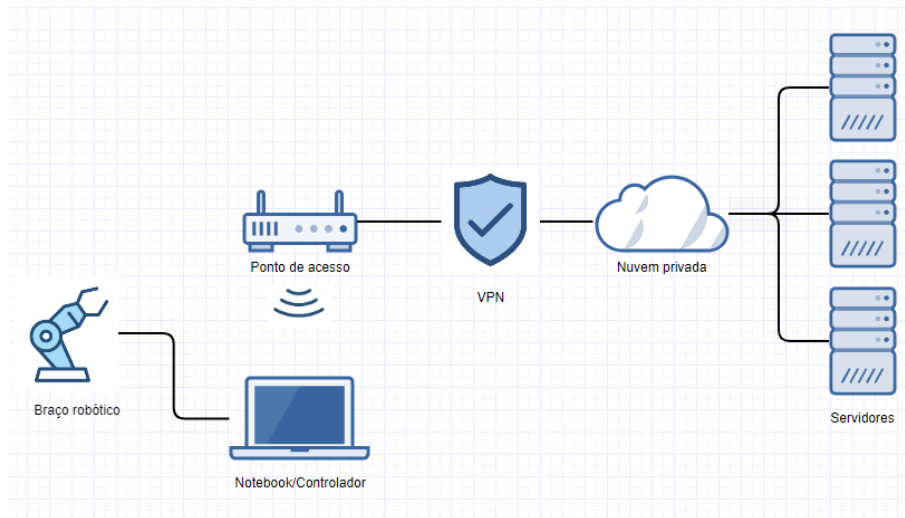 Ponto de acesso
Nuvem privada
VPN
Braço robótico
Servidores
Notebook/Controlador